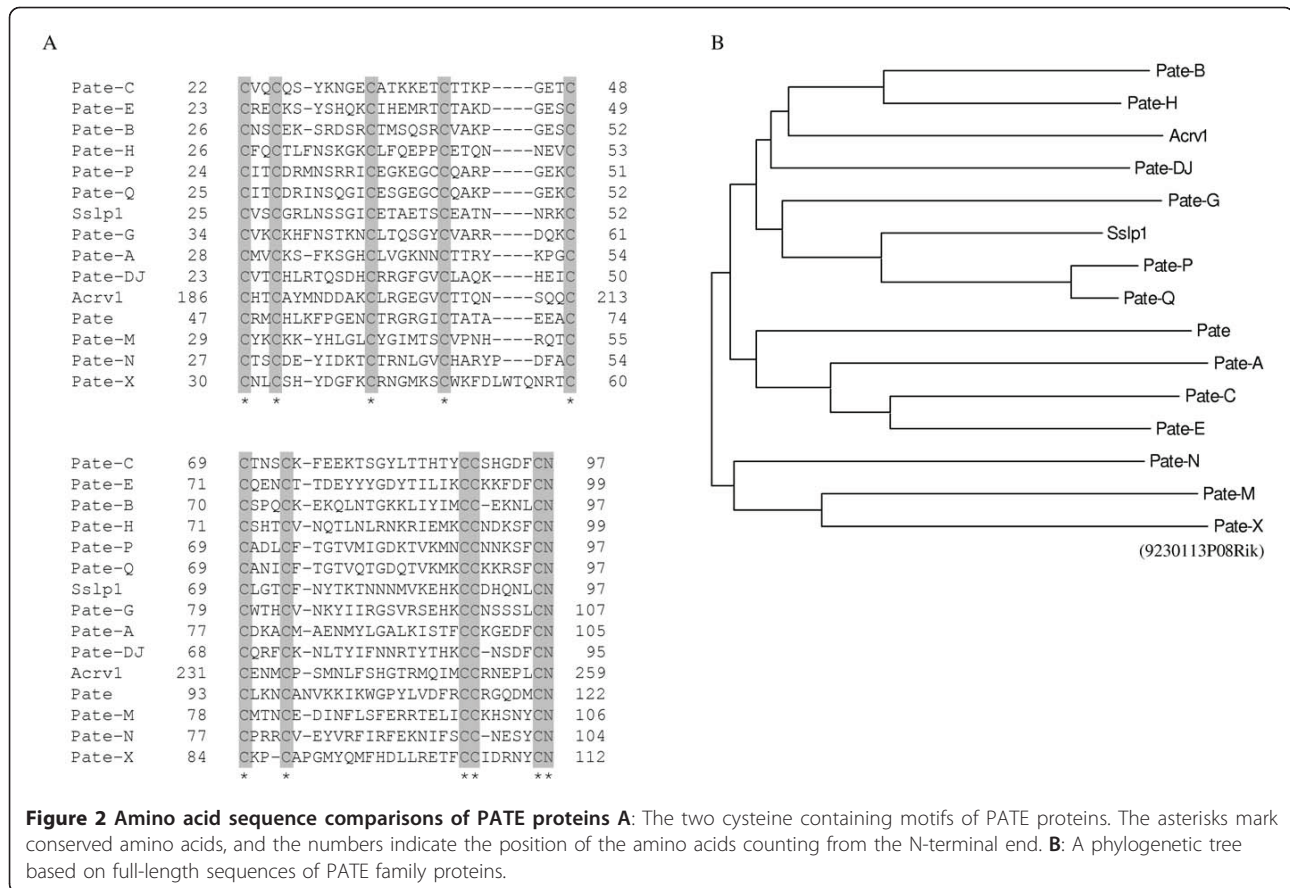 A
Pate-C 22 CVQCQS-YKNGECATKKETCTTKP----GETC 48
Pate-E 23 CRECKS-YSHQKCIHEMRTCTAKD----GESC 49
Pate-B 26 CNSCEK-SRDSRCTMSQSRCVAKP----GESC 52
Pate-H 26 CFQCTLFNSKGKCLFQEPPCETQN----NEVC 53
Pate-P 24 CITCDRMNSRRICEGKEGCCQARP----GEKC 51
Pate-Q 25 CITCDRINSQGICESGEGCCQAKP----GEKC 52
Sslp1 25 CVSCGRLNSSGICETAETSCEATN----NRKC 52
Pate-G 34 CVKCKHFNSTKNCLTQSGYCVARR----DQKC 61
Pate-A 28 CMVCKS-FKSGHCLVGKNNCTTRY----KPGC 54
Pate-DJ 23 CVTCHLRTQSDHCRRGFGVCLAQK----HEIC 50
Acrv1 186 CHTCAYMNDDAKCLRGEGVCTTQN----SQQC 213
Pate 47 CRMCHLKFPGENCTRGRGICTATA----EEAC 74
Pate-M 29 CYKCKK-YHLGLCYGIMTSCVPNH----RQTC 55
Pate-N 27 CTSCDE-YIDKTCTRNLGVCHARYP----DFAC 54
Pate-X 30 CNLCSH-YDGFKCRNGMKSCWKFDLWTQNRTC 60
* * * * *
Pate-C 69 CTNSCK-FEEKTSGYLTTHTYCCSHGDFCN 97
Pate-E 71 CQENCT-TDEYYYGDYTILIKCCKKFDFCN 99
Pate-B 70 CSPQCK-EKQLNTGKKLIYIMCC-EKNLCN 97
Pate-H 71 CSHTCV-NQTLNLRNKRIEMKCCNDKSFCN 99
Pate-P 69 CADLCF-TGTVMIGDKTVKMNCCNNKSFCN 97
Pate-Q 69 CANICF-TGTVQTGDQTVKMKCCKKRSFCN 97
Sslp1 69 CLGTCF-NYTKTNNNMVKEHKCCDHQNLCN 97
Pate-G 79 CWTHCV-NKYIIRGSVRSEHKCCNSSSLCN 107
Pate-A 77 CDKACM-AENMYLGALKISTFCCKGEDFCN 105
Pate-DJ 68 CQRFCK-NLTYIFNNRTYTHKCC-NSDFCN 95
Acrv1 231 CENMCP-SMNLFSHGTRMQIMCCRNEPLCN 259
Pate 93 CLKNCANVKKIKWGPYLVDFRCCRGQDMCN 122
Pate-M 78 CMTNCE-DINFLSFERRTELICCKHSNYCN 106
Pate-N 77 CPRRCV-EYVRFIRFEKNIFSCC-NESYCN 104
Pate-X 84 CKP-CAPGMYQMFHDLLRETFCCIDRNYCN 112
* * ** **
B
Pate-B
Pate-H
Acrv1
Pate-DJ
Pate-G
Sslp1
Pate-P
Pate-Q
Pate
Pate-A
Pate-C
Pate-E
Pate-N
Pate-M
Pate-X
(9230113P08Rik)
Figure 2 Amino acid sequence comparisons of PATE proteins A: The two cysteine containing motifs of PATE proteins. The asterisks mark
conserved amino acids, and the numbers indicate the position of the amino acids counting from the N-terminal end. B: A phylogenetic tree
based on full-length sequences of PATE family proteins.